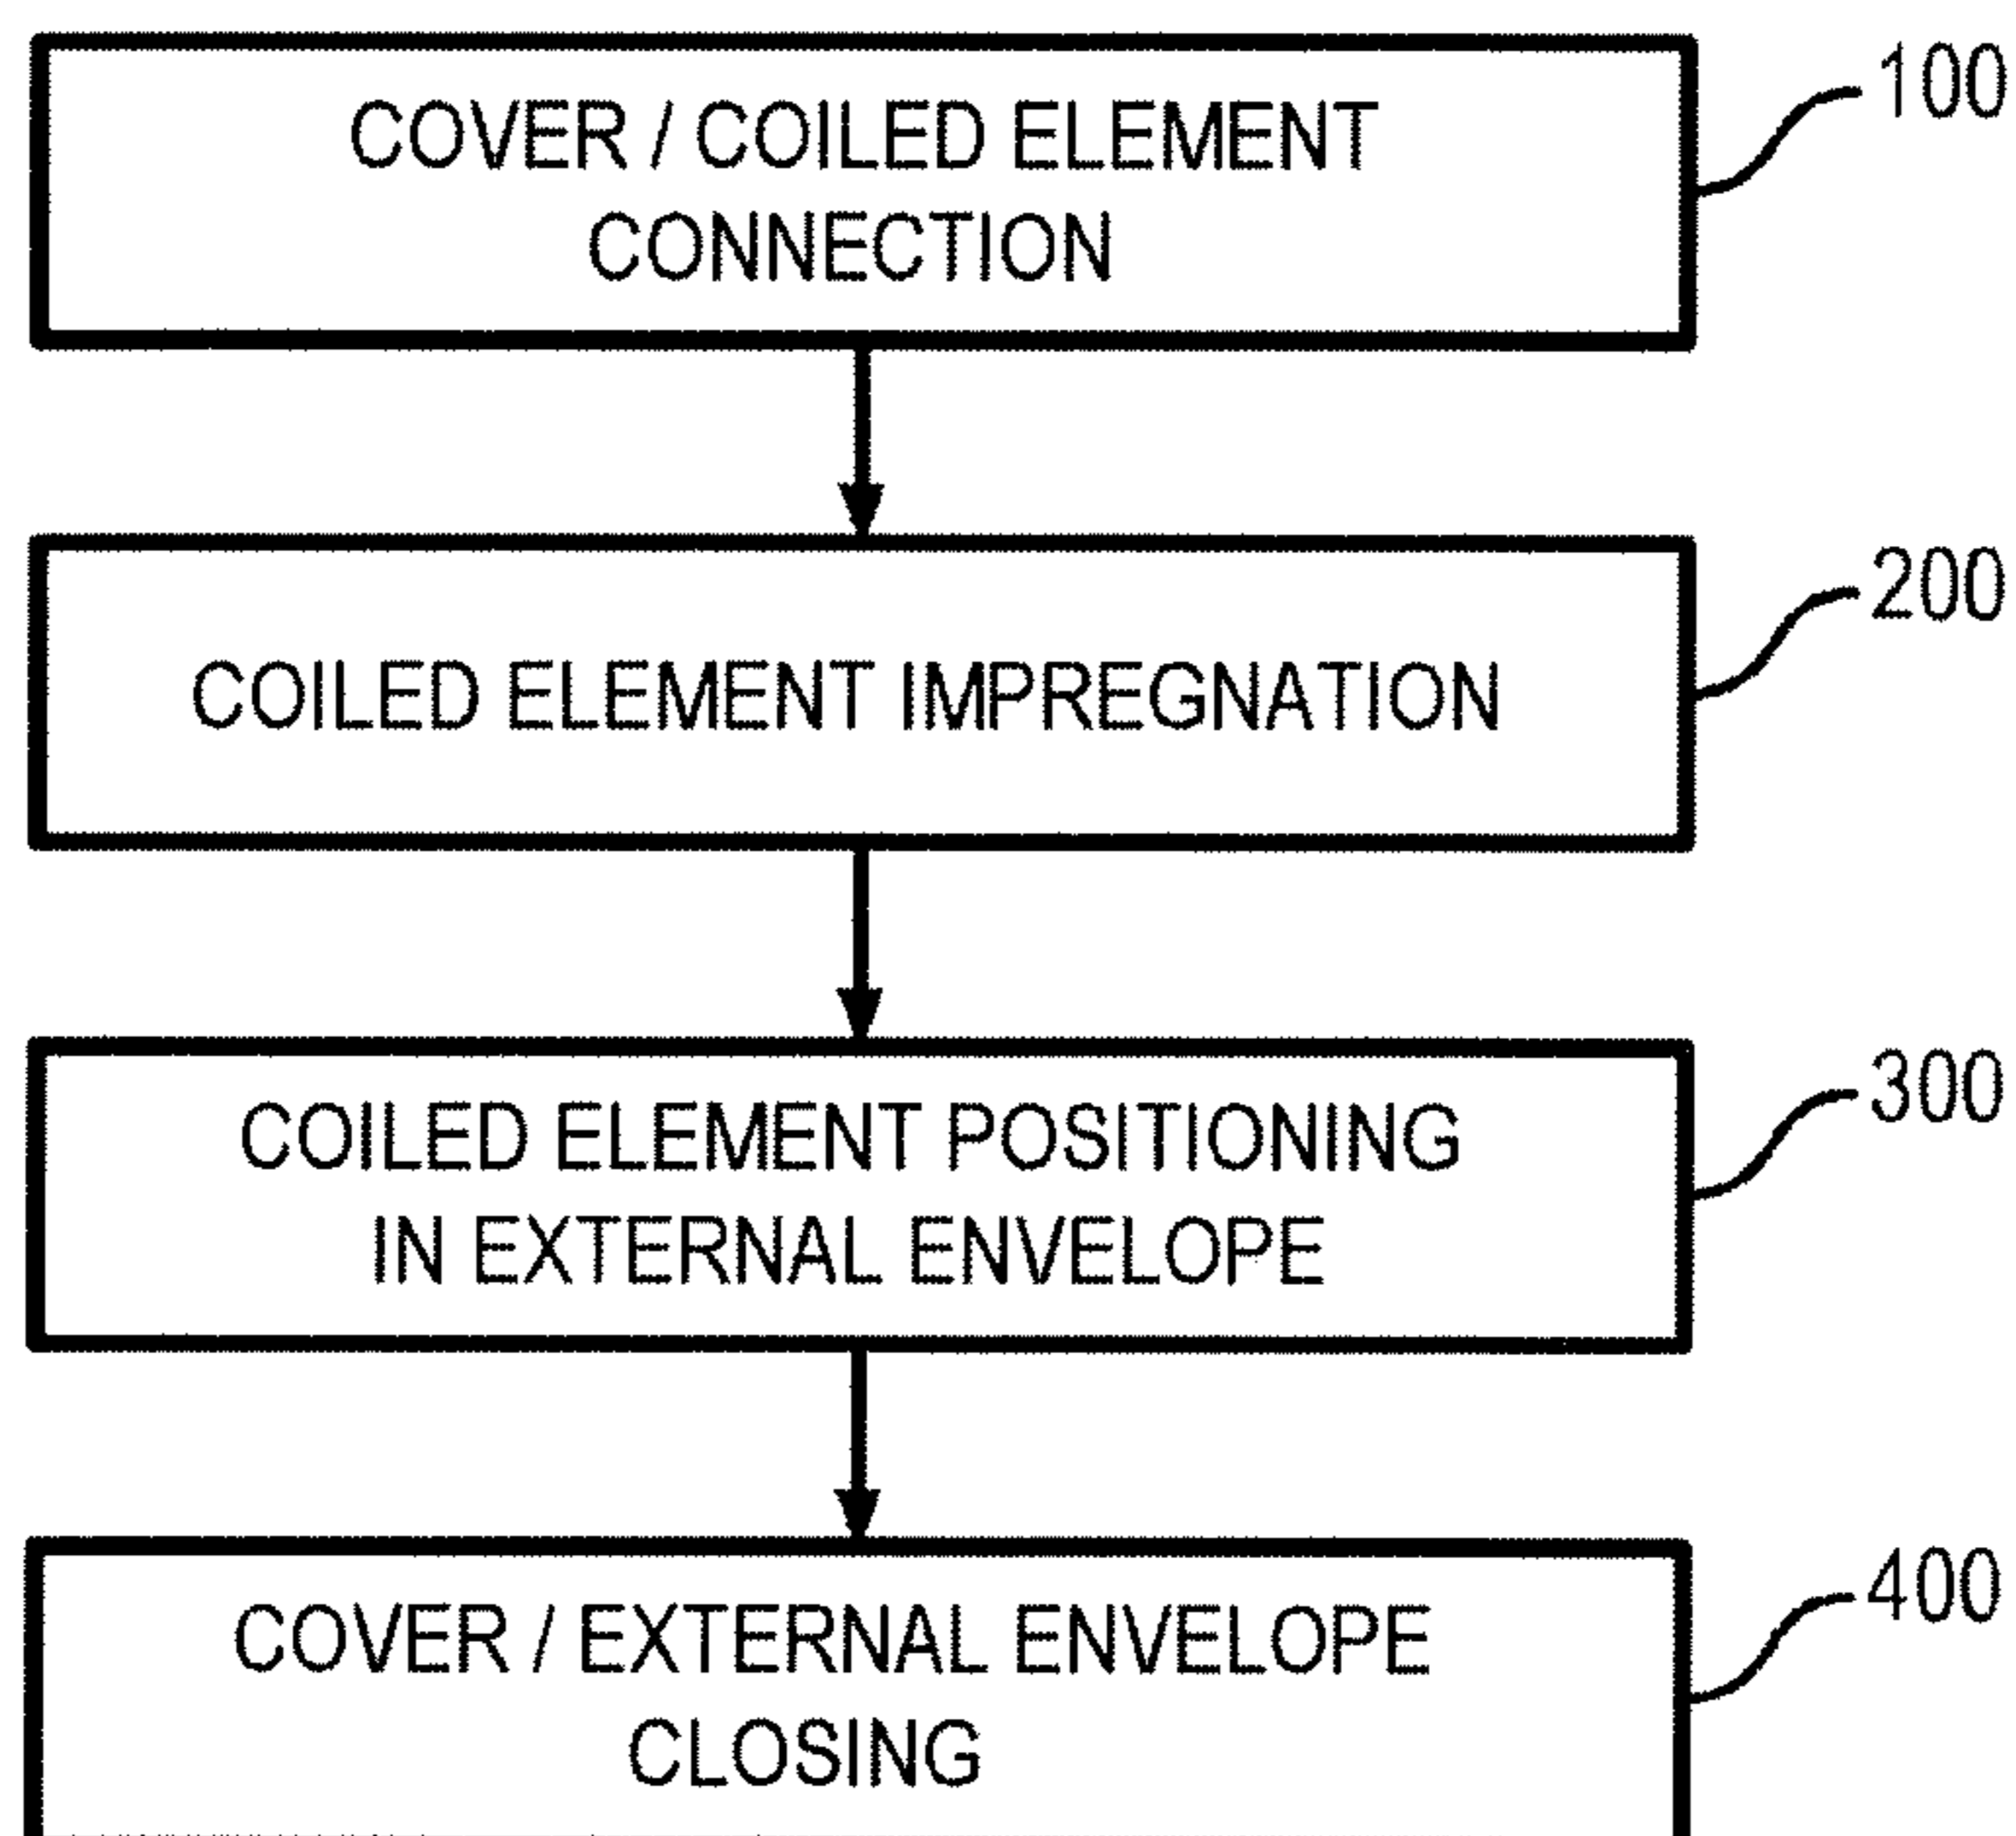 COVER / COILED ELEMENT
CONNECTION
100
COILED ELEMENT IMPREGNATION
200
COILED ELEMENT POSITIONING
IN EXTERNAL ENVELOPE
300
COVER / EXTERNAL ENVELOPE
CLOSING
400